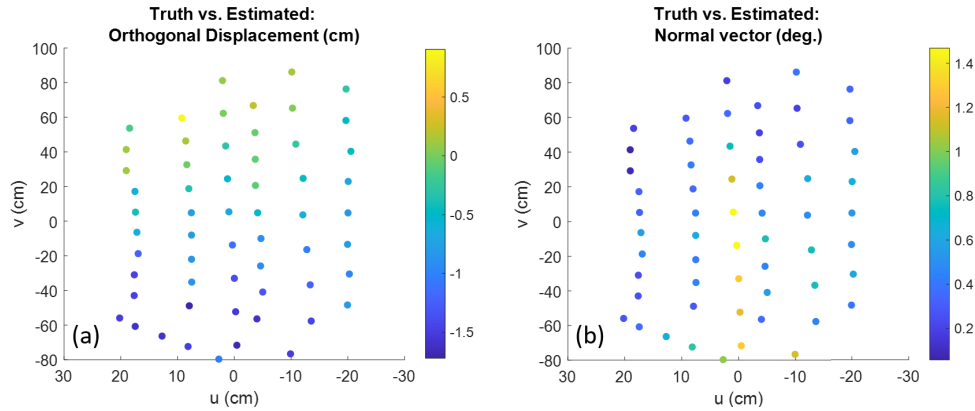 Truth vs. Estimated:
Orthogonal Displacement (cm)
100
80
60
40
20
0
-20
-40
-60
-80
v (cm)
30 20 10 0 -10 -20 -30
u (cm)
(a)
0.5
0
-0.5
-1
-1.5
Truth vs. Estimated:
Normal vector (deg.)
100
80
60
40
20
0
-20
-40
-60
-80
v (cm)
30 20 10 0 -10 -20 -30
u (cm)
(b)
1.4
1.2
1
0.8
0.6
0.4
0.2